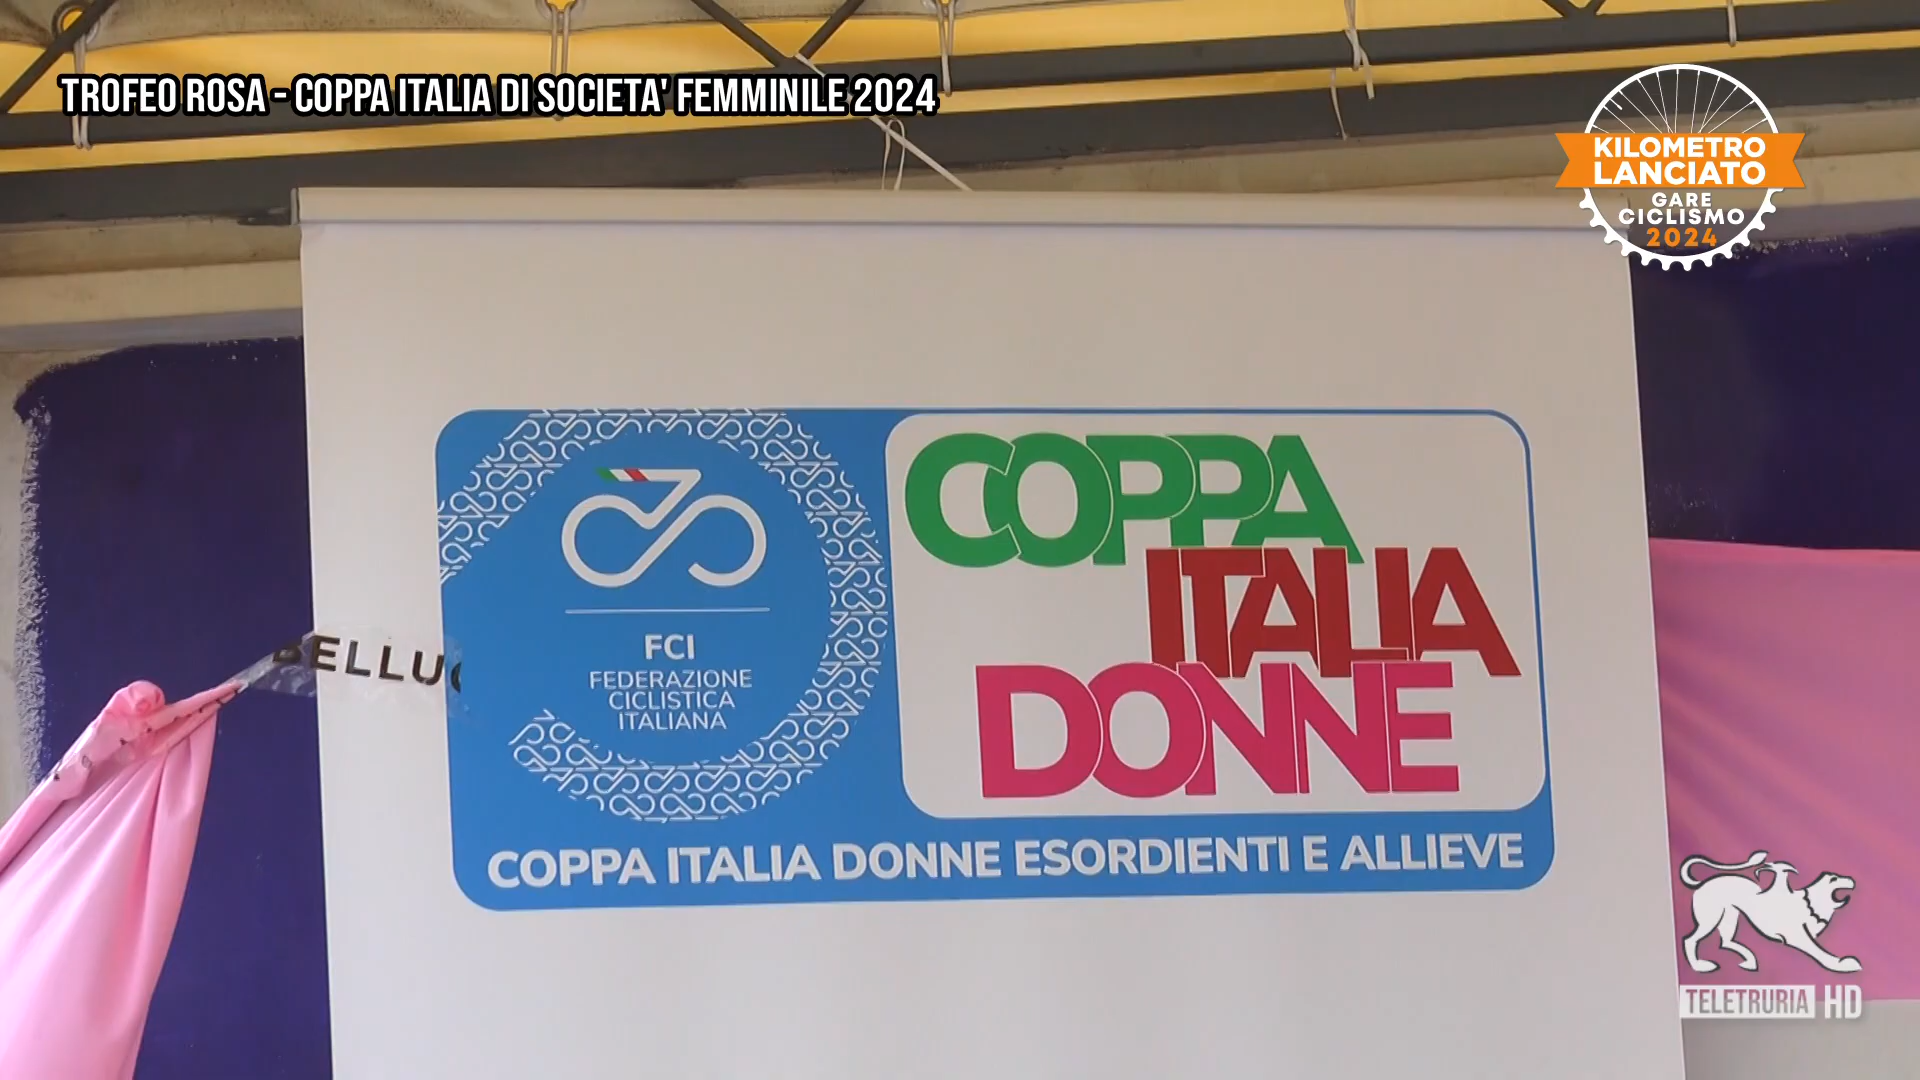 TROFEO ROSA - COPPA ITALIA DI SOCIETA' FEMMINILE 2024
KILOMETRO
LANCIATO
GARE
CICLISMO
2024
COPPA
ITALIA
DONNE
FCI
FEDERAZIONE
CICLISTICA
ITALIANA
BELLUC
COPPA ITALIA DONNE ESORDIENTI E ALLIEVE
TELETRURIA HD